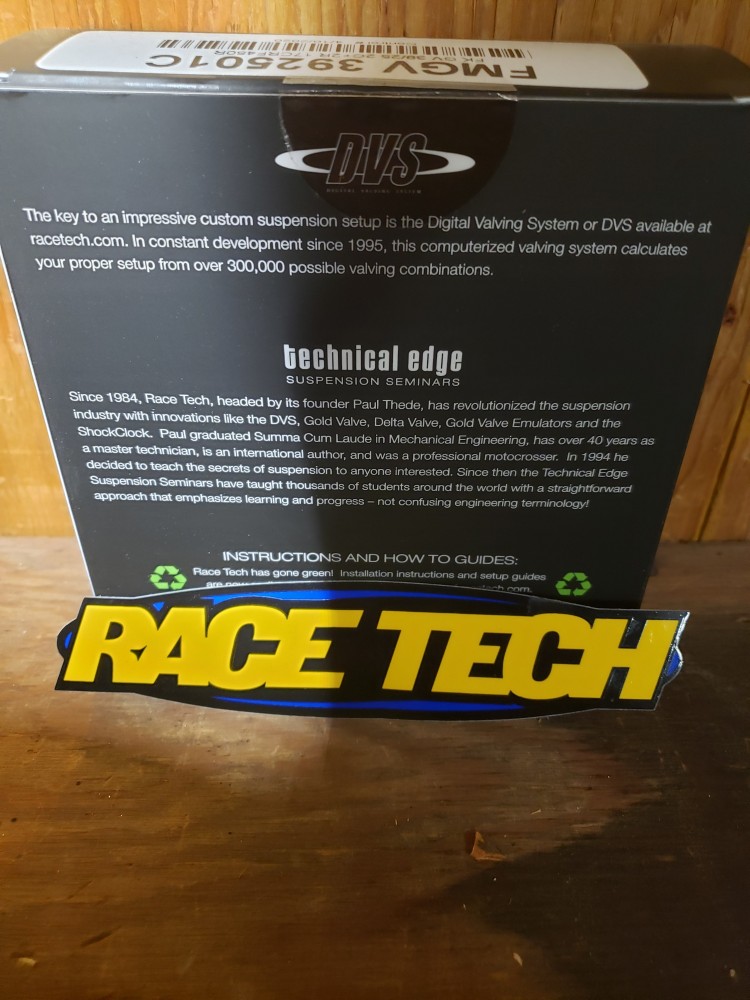 FMGV 392501C
DVS
The key to an impressive custom suspension setup is the Digital Valving System or DVS available at
racetech.com. In constant development since 1995, this computerized valving system calculates
your proper setup from over 300,000 possible valving combinations.
technical edge
SUSPENSION SEMINARS
Since 1984, Race Tech, headed by its founder Paul Thede, has revolutionized the suspension
industry with innovations like the DVS, Gold Valve, Delta Valve, Gold Valve Emulators and the
ShockClock. Paul graduated Summa Cum Laude in Mechanical Engineering, has over 40 years as
a master technician, is an international author, and was a professional motocrosser. In 1994 he
decided to teach the secrets of suspension to anyone interested. Since then the Technical Edge
Suspension Seminars have taught thousands of students around the world with a straightforward
approach that emphasizes learning and progress – not confusing engineering terminology!
INSTRUCTIONS AND HOW TO GUIDES:
Race Tech has gone green! Installation instructions and setup guides
RACE TECH